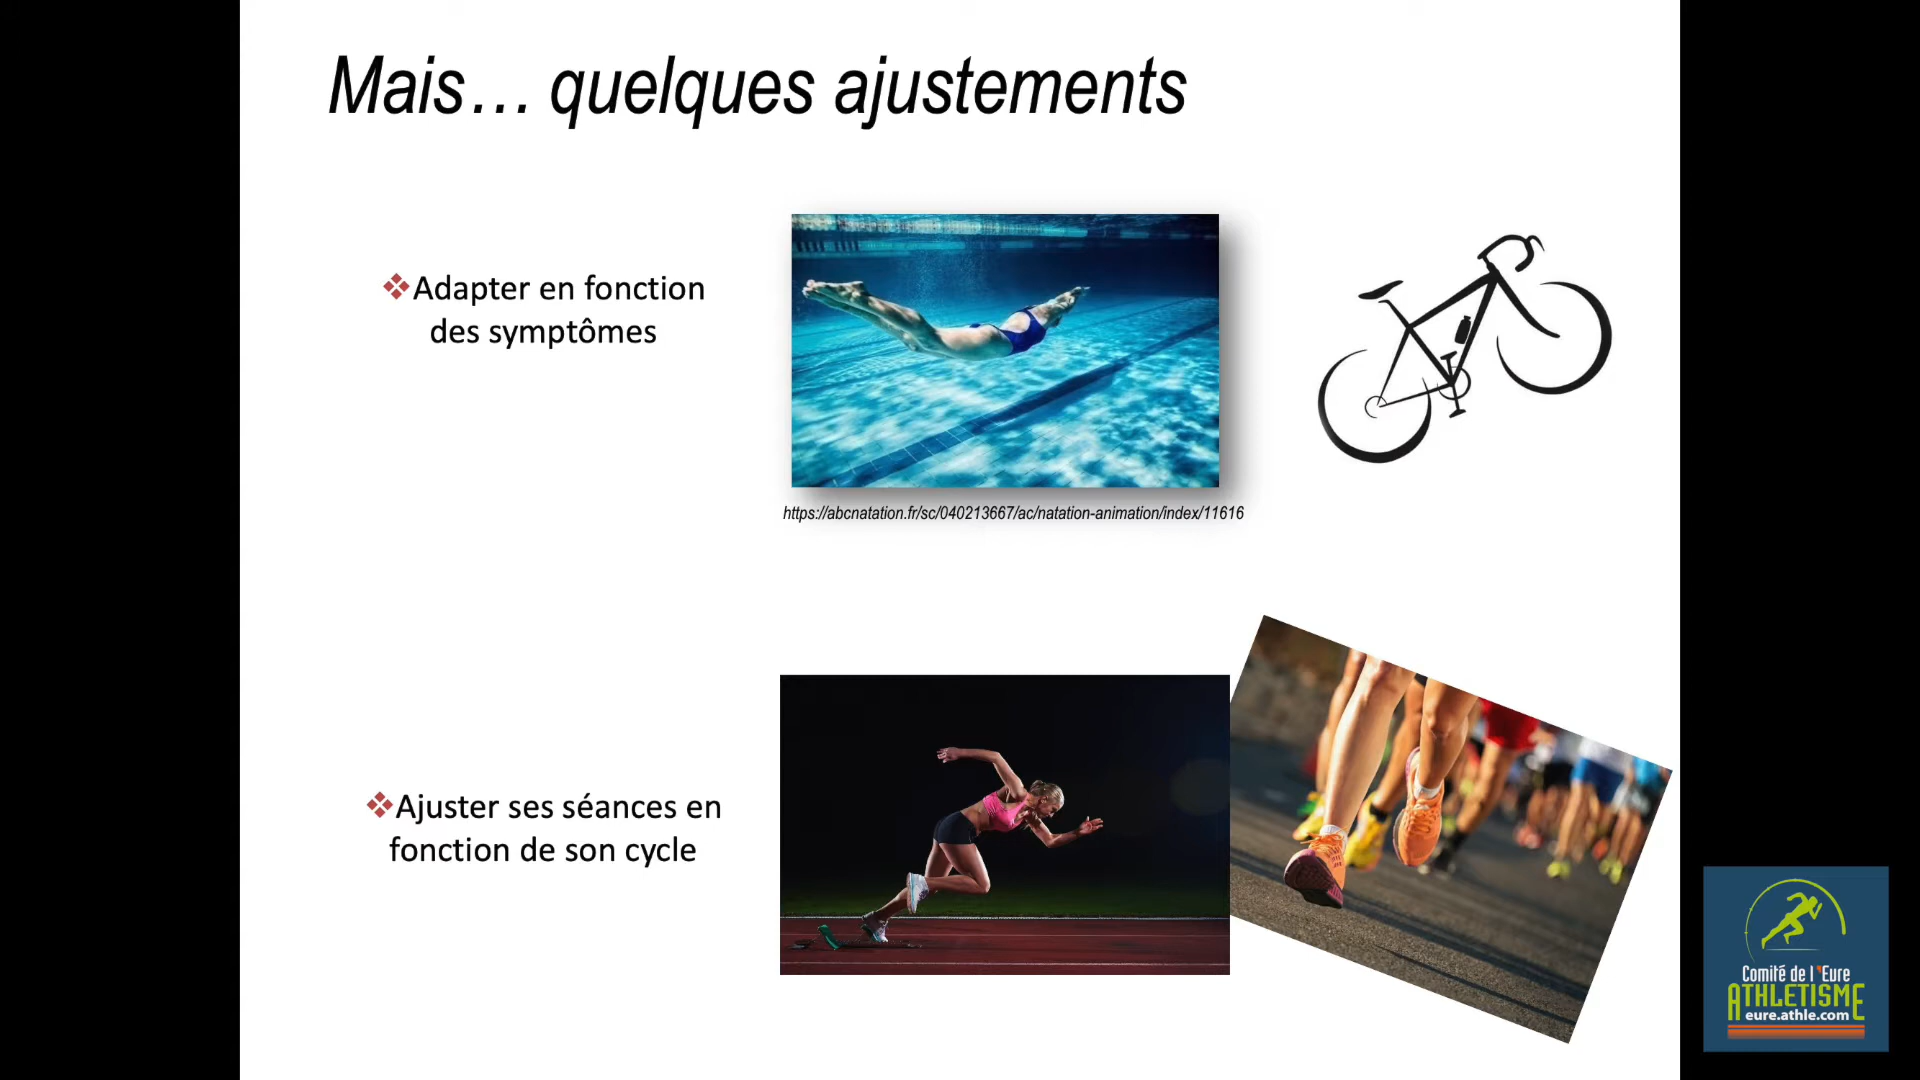 Mais… quelques ajustements
❖Adapter en fonction
des symptômes
https://abcnatation.fr/sc/040213667/ac/natation-animation/index/11616
❖Ajuster ses séances en
fonction de son cycle
Comité de l'Eure
ATHLETISME
eure.athle.com